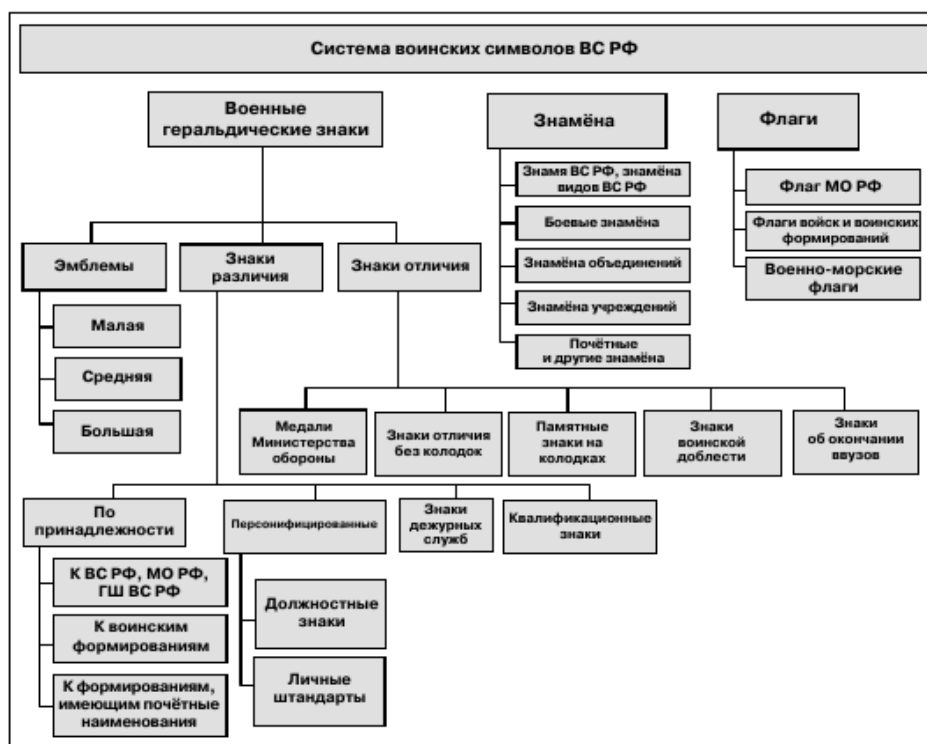 Система воинских символов ВС РФ
Военные
геральдические знаки
Знамёна
Флаги
Знамя ВС РФ, знамёна
видов ВС РФ
Боевые знамёна
Знамёна объединений
Знамёна учреждений
Почётные
и другие знамёна
Флаг МО РФ
Флаги войск и воинских
формирований
Военно-морские
флаги
Эмблемы
Знаки
различия
Знаки отличия
Малая
Средняя
Большая
Медали
Министерства
обороны
Знаки отличия
без колодок
Памятные
знаки на
колодках
Знаки
воинской
доблести
Знаки
об окончании
ввузов
По
принадлежности
Персонифицированные
Знаки
дежурных
служб
Квалификационные
знаки
К ВС РФ, МО РФ,
ГШ ВС РФ
К воинским
формированиям
К формированиям,
имеющим почётные
наименования
Должностные
знаки
Личные
штандарты